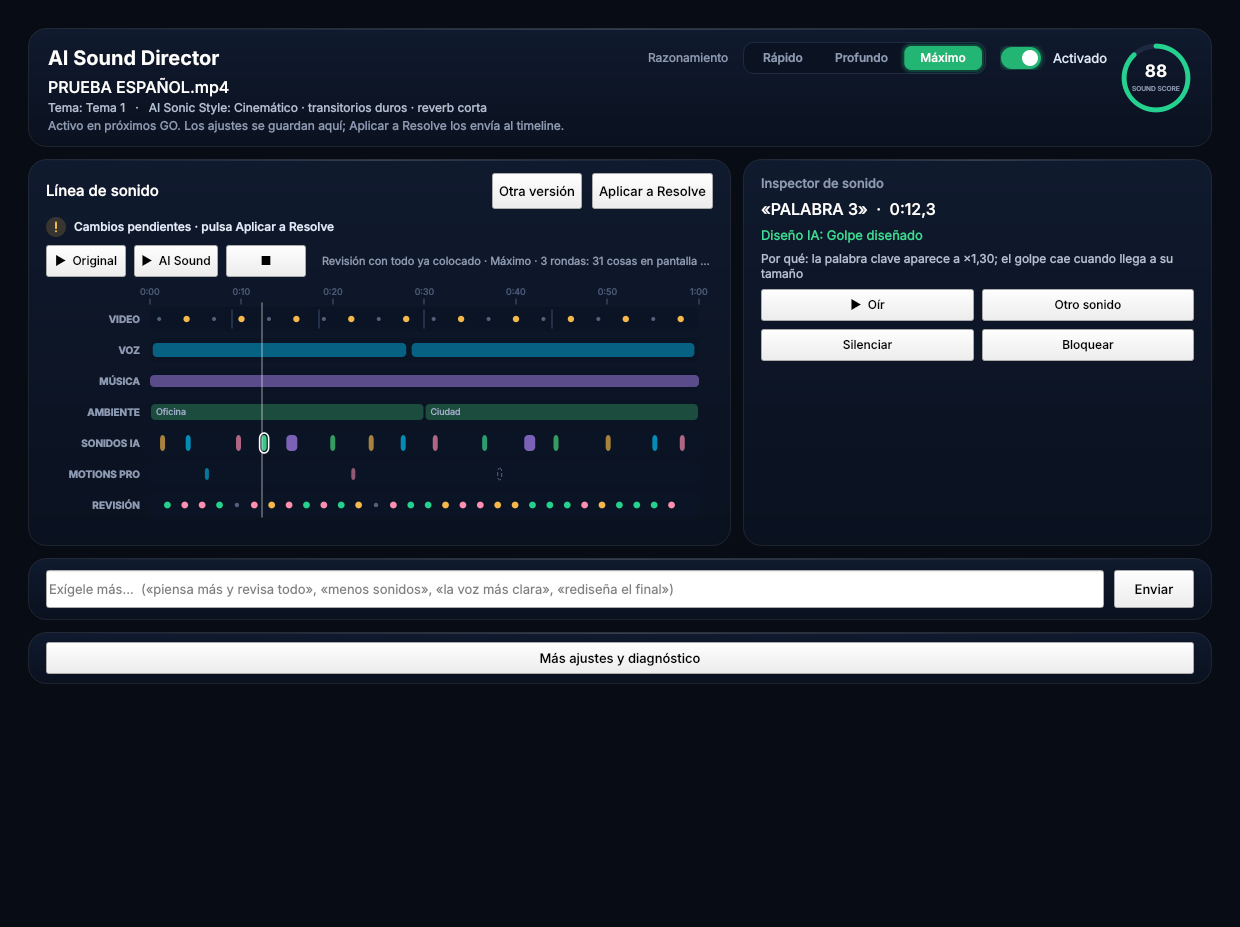 AI Sound Director
PRUEBA ESPAÑOL.mp4
Tema: Tema 1 · AI Sonic Style: Cinemático · transitorios duros · reverb corta
Activo en próximos GO. Los ajustes se guardan aquí; Aplicar a Resolve los envía al timeline.
Razonamiento
Rápido
Profundo
Máximo
Activado
88
SOUND SCORE
Línea de sonido
Otra versión
Aplicar a Resolve
! Cambios pendientes · pulsa Aplicar a Resolve
▶ Original
▶ AI Sound
■
Revisión con todo ya colocado · Máximo · 3 rondas: 31 cosas en pantalla ...
0:00 0:10 0:20 0:30 0:40 0:50 1:00
VIDEO
VOZ
MÚSICA
AMBIENTE
Oficina
Ciudad
SONIDOS IA
MOTIONS PRO
REVISIÓN
Inspector de sonido
«PALABRA 3» · 0:12,3
Diseño IA: Golpe diseñado
Por qué: la palabra clave aparece a ×1,30; el golpe cae cuando llega a su
tamaño
▶ Oír
Otro sonido
Silenciar
Bloquear
Exígele más... («piensa más y revisa todo», «menos sonidos», «la voz más clara», «rediseña el final»)
Enviar
Más ajustes y diagnóstico